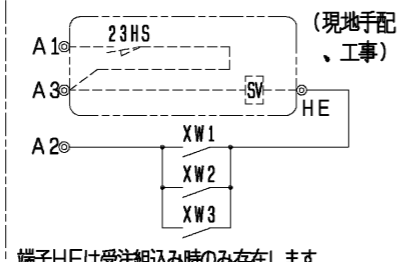 (現地手配
、工事)
23HS
A1
A3
SV
HE
A2
XW1
XW2
XW3
端子HEは受注組込み時のみ存在します